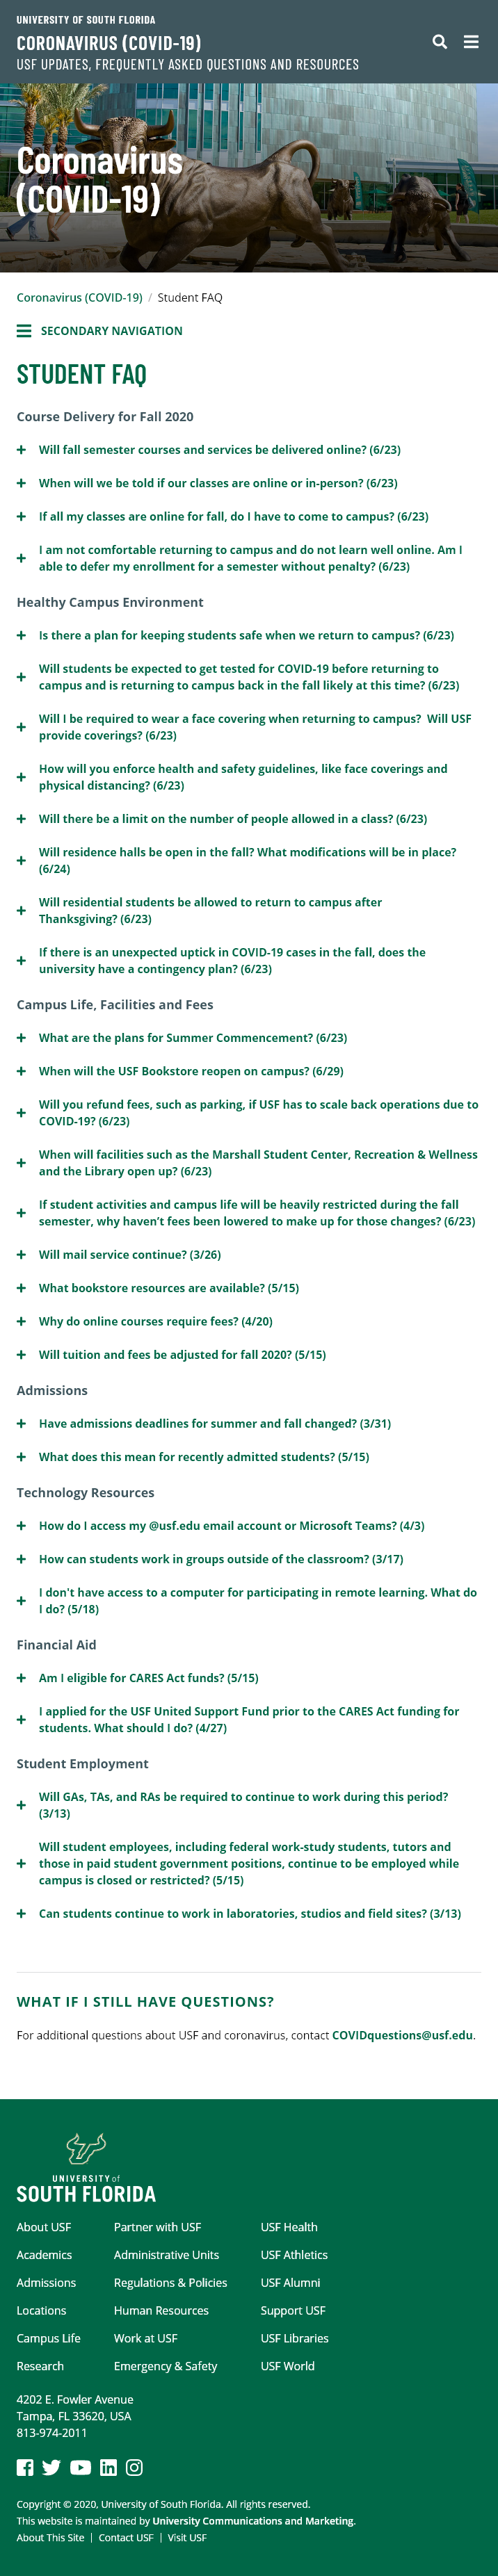 UNIVERSITY OF SOUTH FLORIDA
CORONAVIRUS (COVID-19)
USF UPDATES, FREQUENTLY ASKED QUESTIONS AND RESOURCES
Coronavirus
(COVID-19)
Coronavirus (COVID-19) / Student FAQ
SECONDARY NAVIGATION
STUDENT FAQ
Course Delivery for Fall 2020
Will fall semester courses and services be delivered online? (6/23)
When will we be told if our classes are online or in-person? (6/23)
If all my classes are online for fall, do I have to come to campus? (6/23)
I am not comfortable returning to campus and do not learn well online. Am I
able to defer my enrollment for a semester without penalty? (6/23)
Healthy Campus Environment
Is there a plan for keeping students safe when we return to campus? (6/23)
Will students be expected to get tested for COVID-19 before returning to
campus and is returning to campus back in the fall likely at this time? (6/23)
Will I be required to wear a face covering when returning to campus?  Will USF
provide coverings? (6/23)
How will you enforce health and safety guidelines, like face coverings and
physical distancing? (6/23)
Will there be a limit on the number of people allowed in a class? (6/23)
Will residence halls be open in the fall? What modifications will be in place?
(6/24)
Will residential students be allowed to return to campus after
Thanksgiving? (6/23)
If there is an unexpected uptick in COVID-19 cases in the fall, does the
university have a contingency plan? (6/23)
Campus Life, Facilities and Fees
What are the plans for Summer Commencement? (6/23)
When will the USF Bookstore reopen on campus? (6/29)
Will you refund fees, such as parking, if USF has to scale back operations due to
COVID-19? (6/23)
When will facilities such as the Marshall Student Center, Recreation & Wellness
and the Library open up? (6/23)
If student activities and campus life will be heavily restricted during the fall
semester, why haven’t fees been lowered to make up for those changes? (6/23)
Will mail service continue? (3/26)
What bookstore resources are available? (5/15)
Why do online courses require fees? (4/20)
Will tuition and fees be adjusted for fall 2020? (5/15)
Admissions
Have admissions deadlines for summer and fall changed? (3/31)
What does this mean for recently admitted students? (5/15)
Technology Resources
How do I access my @usf.edu email account or Microsoft Teams? (4/3)
How can students work in groups outside of the classroom? (3/17)
I don't have access to a computer for participating in remote learning. What do
I do? (5/18)
Financial Aid
Am I eligible for CARES Act funds? (5/15)
I applied for the USF United Support Fund prior to the CARES Act funding for
students. What should I do? (4/27)
Student Employment
Will GAs, TAs, and RAs be required to continue to work during this period?
(3/13)
Will student employees, including federal work-study students, tutors and
those in paid student government positions, continue to be employed while
campus is closed or restricted? (5/15)
Can students continue to work in laboratories, studios and field sites? (3/13)
WHAT IF I STILL HAVE QUESTIONS?
For additional questions about USF and coronavirus, contact COVIDquestions@usf.edu.
UNIVERSITY of
SOUTH FLORIDA
About USF Partner with USF USF Health
Academics Administrative Units USF Athletics
Admissions Regulations & Policies USF Alumni
Locations Human Resources Support USF
Campus Life Work at USF USF Libraries
Research Emergency & Safety USF World
4202 E. Fowler Avenue
Tampa, FL 33620, USA
813-974-2011
Copyright © 2020, University of South Florida. All rights reserved.
This website is maintained by University Communications and Marketing.
About This Site | Contact USF | Visit USF